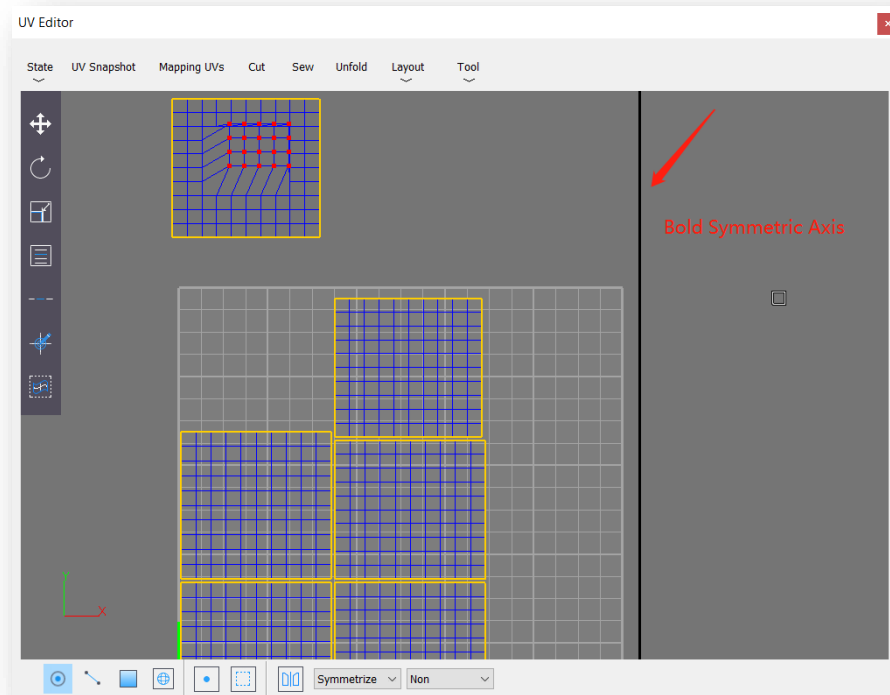 UV Editor
State UV Snapshot Mapping UVs Cut Sew Unfold Layout Tool
Bold Symmetric Axis
Y
X
Symmetrize Non